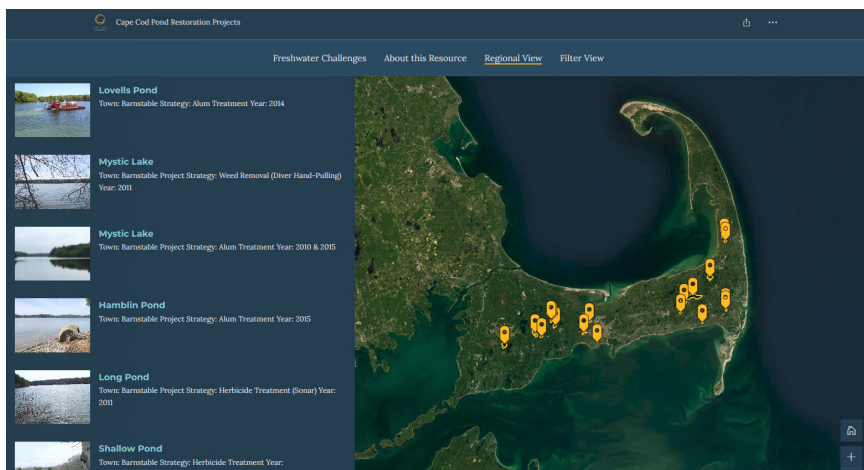 Cape Cod Pond Restoration Projects
Freshwater Challenges About this Resource Regional View Filter View
Lovells Pond
Town: Barnstable Strategy: Alum Treatment Year: 2014
Mystic Lake
Town: Barnstable Project Strategy: Weed Removal (Diver Hand-Pulling)
Year: 2011
Mystic Lake
Town: Barnstable Project Strategy: Alum Treatment Year: 2010 & 2015
Hamblin Pond
Town: Barnstable Project Strategy: Alum Treatment Year: 2015
Long Pond
Town: Barnstable Project Strategy: Herbicide Treatment (Sonar) Year:
2011
Shallow Pond
Town: Barnstable Strategy: Herbicide Treatment Year: